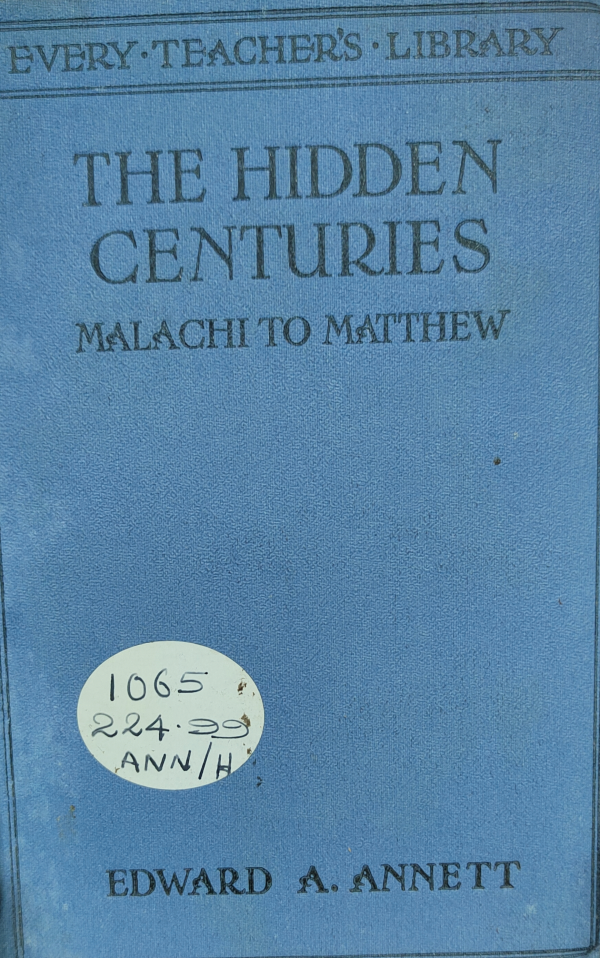 EVERY·TEACHER'S·LIBRARY
THE HIDDEN
CENTURIES
MALACHI TO MATTHEW
1065
224.99
ANN/H
EDWARD A. ANNETT